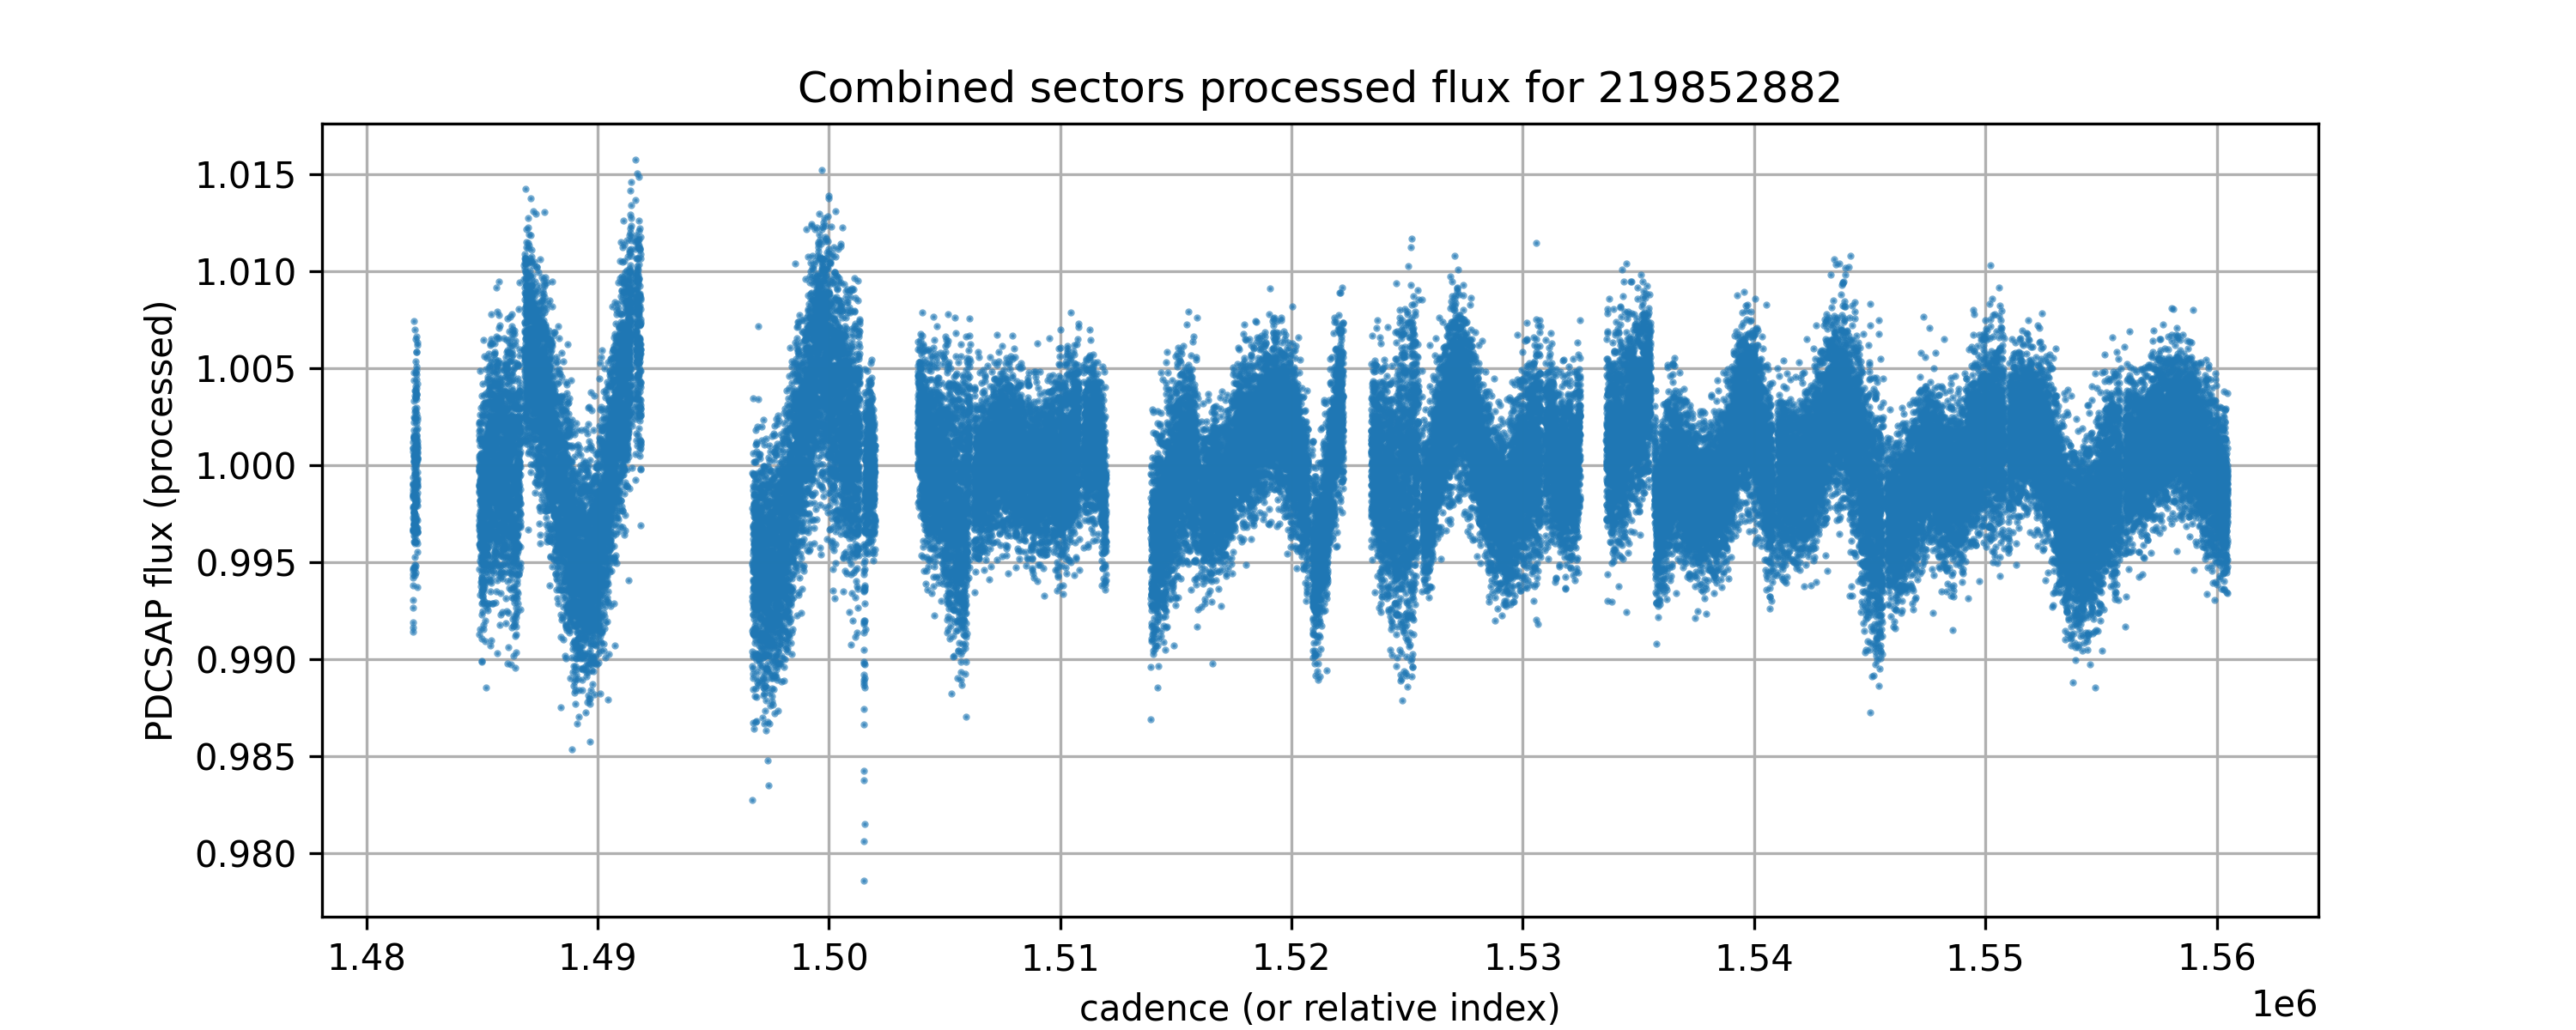 Combined sectors processed flux for 219852882
PDCSAP flux (processed)
1.015
1.010
1.005
1.000
0.995
0.990
0.985
0.980
1.48 1.49 1.50 1.51 1.52 1.53 1.54 1.55 1.56
1e6
cadence (or relative index)